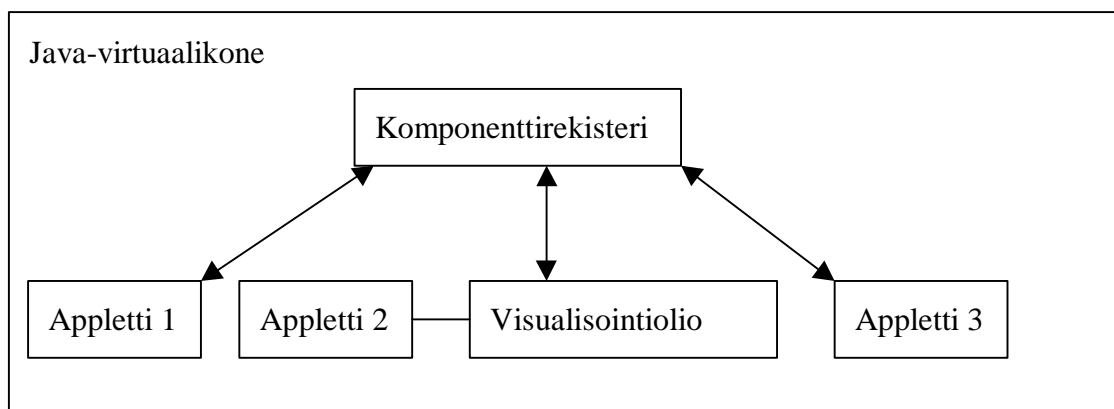 Java-virtuaalikone
Komponenttirekisteri
Appletti 1
Appletti 2
Visualisointiolio
Appletti 3